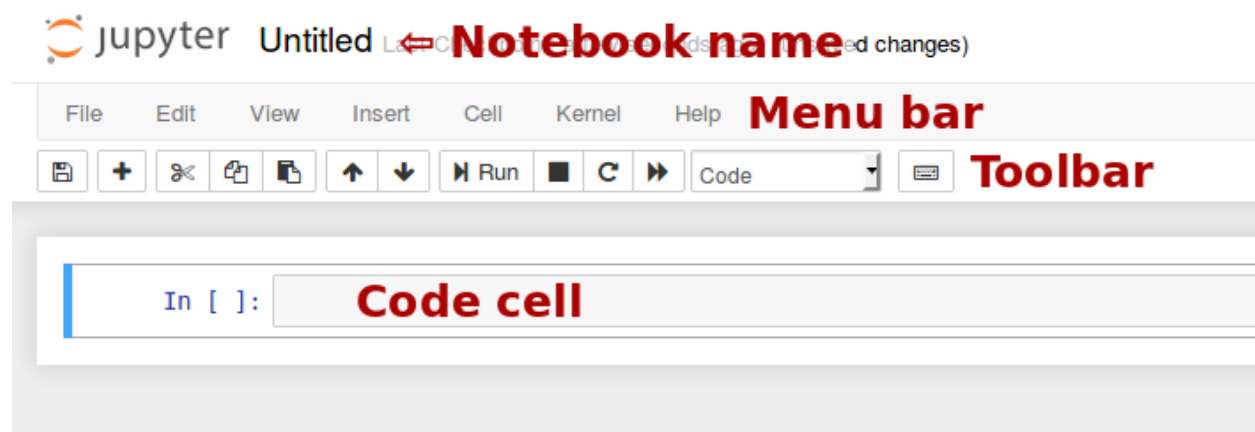 jupyter Untitled ⇦ Notebook name d changes)
File Edit View Insert Cell Kernel Help Menu bar
Run Code Toolbar
In [ ]: Code cell